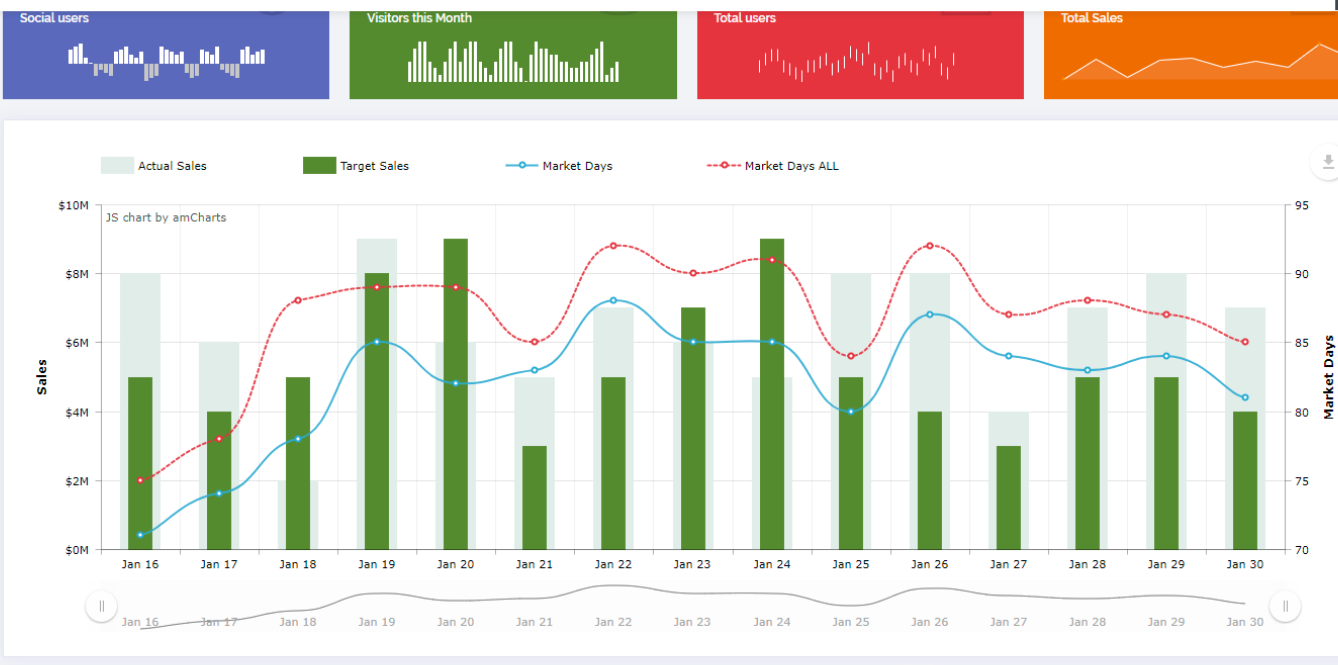 Social users
Visitors this Month
Total users
Total Sales
Actual Sales
Target Sales
Market Days
Market Days ALL
JS chart by amCharts
$10M
$8M
$6M
$4M
$2M
$0M
Sales
95
90
85
80
75
70
Market Days
Jan 16 Jan 17 Jan 18 Jan 19 Jan 20 Jan 21 Jan 22 Jan 23 Jan 24 Jan 25 Jan 26 Jan 27 Jan 28 Jan 29 Jan 30
Jan 16 Jan 17 Jan 18 Jan 19 Jan 20 Jan 21 Jan 22 Jan 23 Jan 24 Jan 25 Jan 26 Jan 27 Jan 28 Jan 29 Jan 30